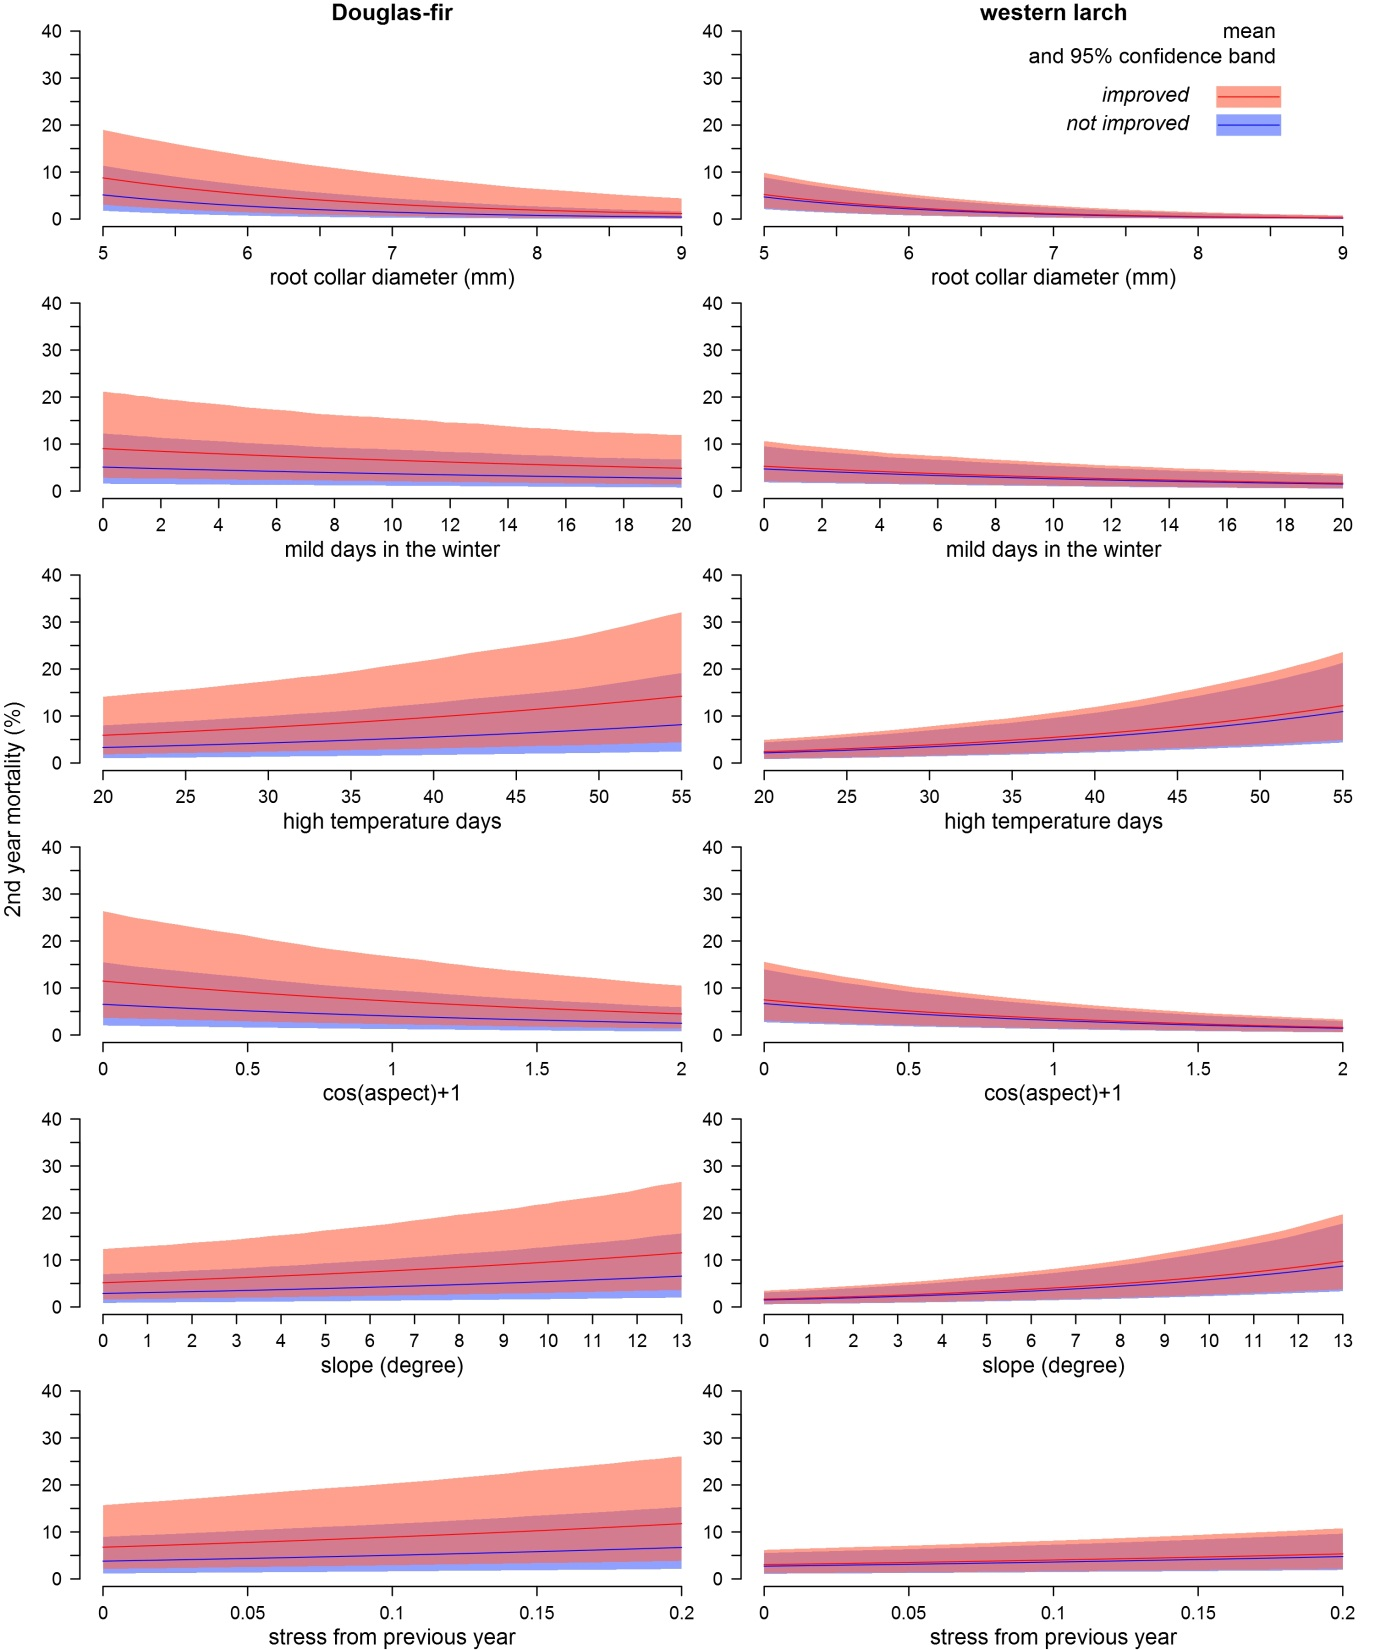 Douglas-fir
western larch
mean
and 95% confidence band
improved
not improved
2nd year mortality (%)
40
30
20
10
0
5 6 7 8 9
root collar diameter (mm)
40
30
20
10
0
5 6 7 8 9
root collar diameter (mm)
40
30
20
10
0
0 2 4 6 8 10 12 14 16 18 20
mild days in the winter
40
30
20
10
0
0 2 4 6 8 10 12 14 16 18 20
mild days in the winter
40
30
20
10
0
20 25 30 35 40 45 50 55
high temperature days
40
30
20
10
0
20 25 30 35 40 45 50 55
high temperature days
40
30
20
10
0
0 0.5 1 1.5 2
cos(aspect)+1
40
30
20
10
0
0 0.5 1 1.5 2
cos(aspect)+1
40
30
20
10
0
0 1 2 3 4 5 6 7 8 9 10 11 12 13
slope (degree)
40
30
20
10
0
0 1 2 3 4 5 6 7 8 9 10 11 12 13
slope (degree)
40
30
20
10
0
0 0.05 0.1 0.15 0.2
stress from previous year
40
30
20
10
0
0 0.05 0.1 0.15 0.2
stress from previous year